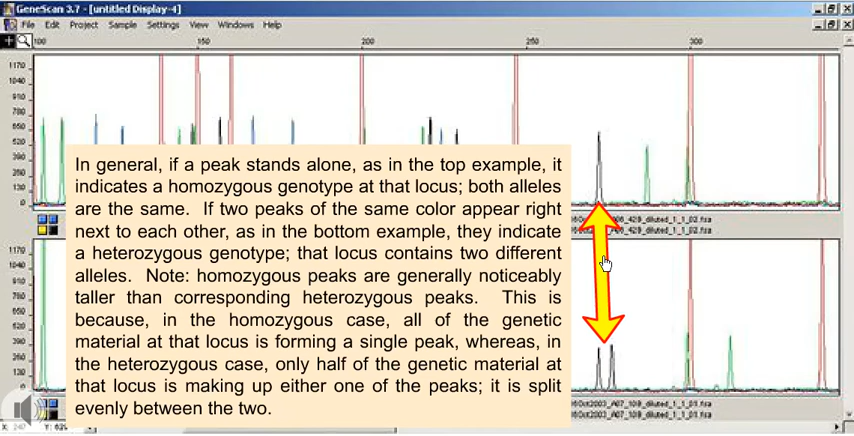 GeneScan 3.7 - [untitled Display-4]
File Edit Project Sample Settings View Windows Help
100 150 200 250 300
1170
1040
910
780
650
520
390
260
130
0
In general, if a peak stands alone, as in the top example, it
indicates a homozygous genotype at that locus; both alleles
are the same. If two peaks of the same color appear right
next to each other, as in the bottom example, they indicate
a heterozygous genotype; that locus contains two different
alleles. Note: homozygous peaks are generally noticeably
taller than corresponding heterozygous peaks. This is
because, in the homozygous case, all of the genetic
material at that locus is forming a single peak, whereas, in
the heterozygous case, only half of the genetic material at
that locus is making up either one of the peaks; it is split
evenly between the two.
1170
1040
910
780
650
520
390
260
130
0
6Oct2003_A07_109_diluted_1_1_01.fsa
X: 247 Y: